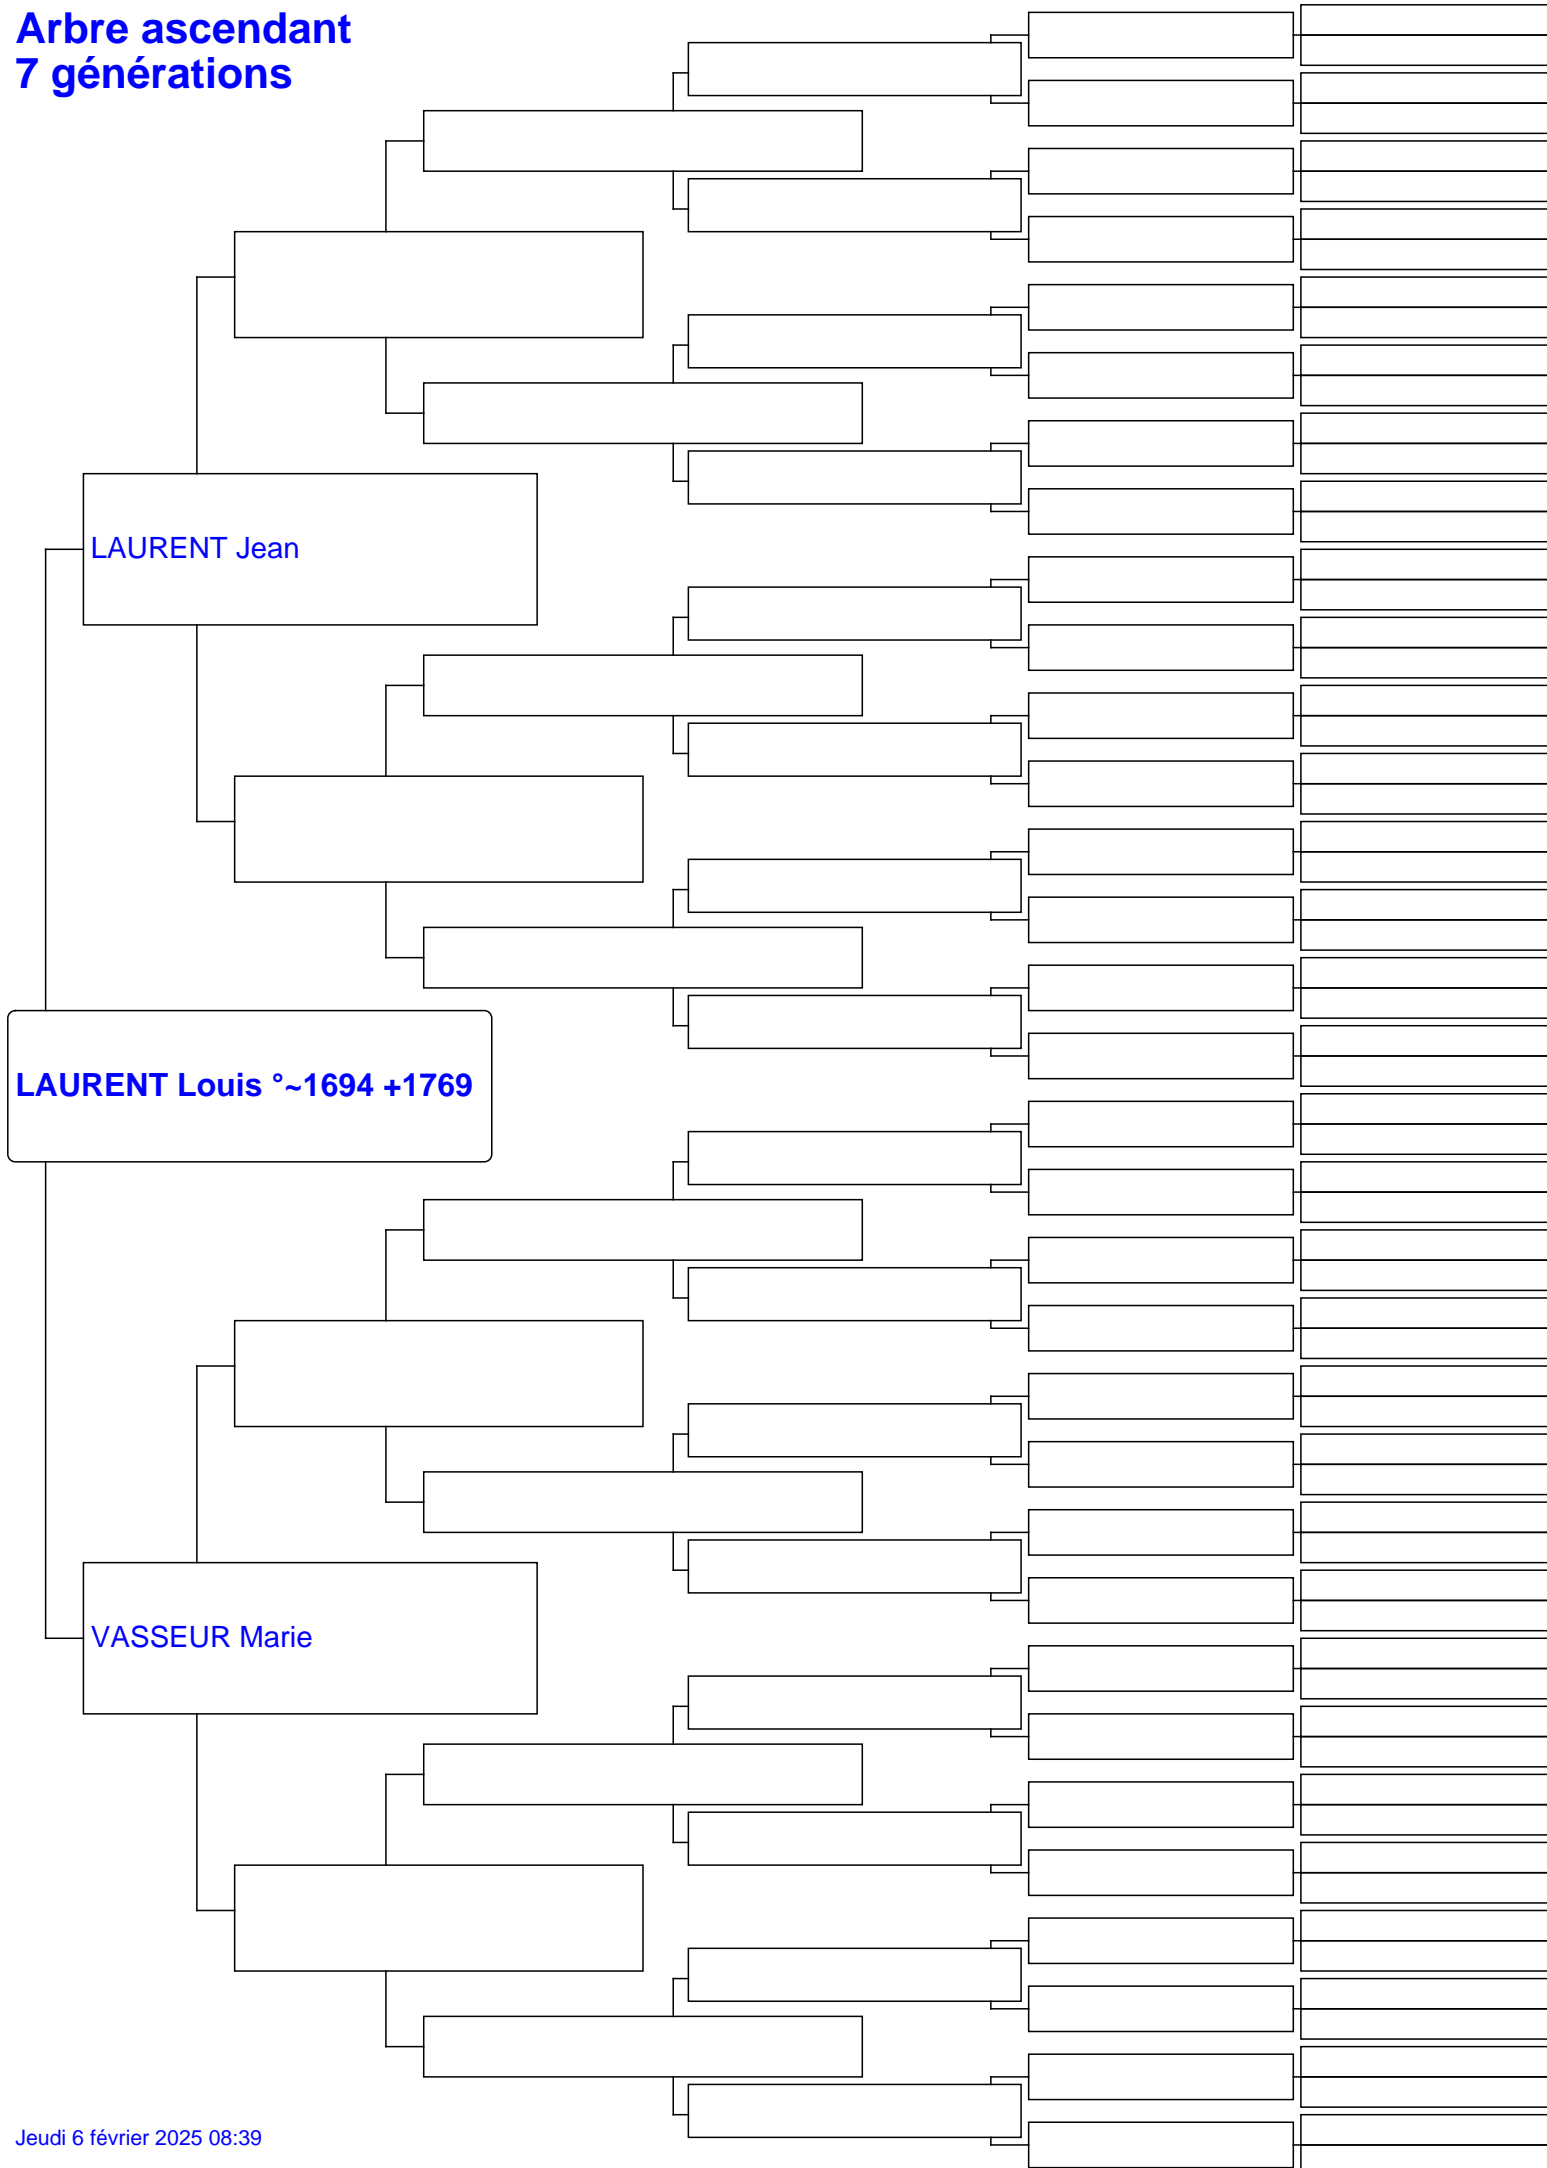 Arbre ascendant
7 générations
LAURENT Jean
LAURENT Louis °~1694 +1769
VASSEUR Marie
Jeudi 6 février 2025 08:39